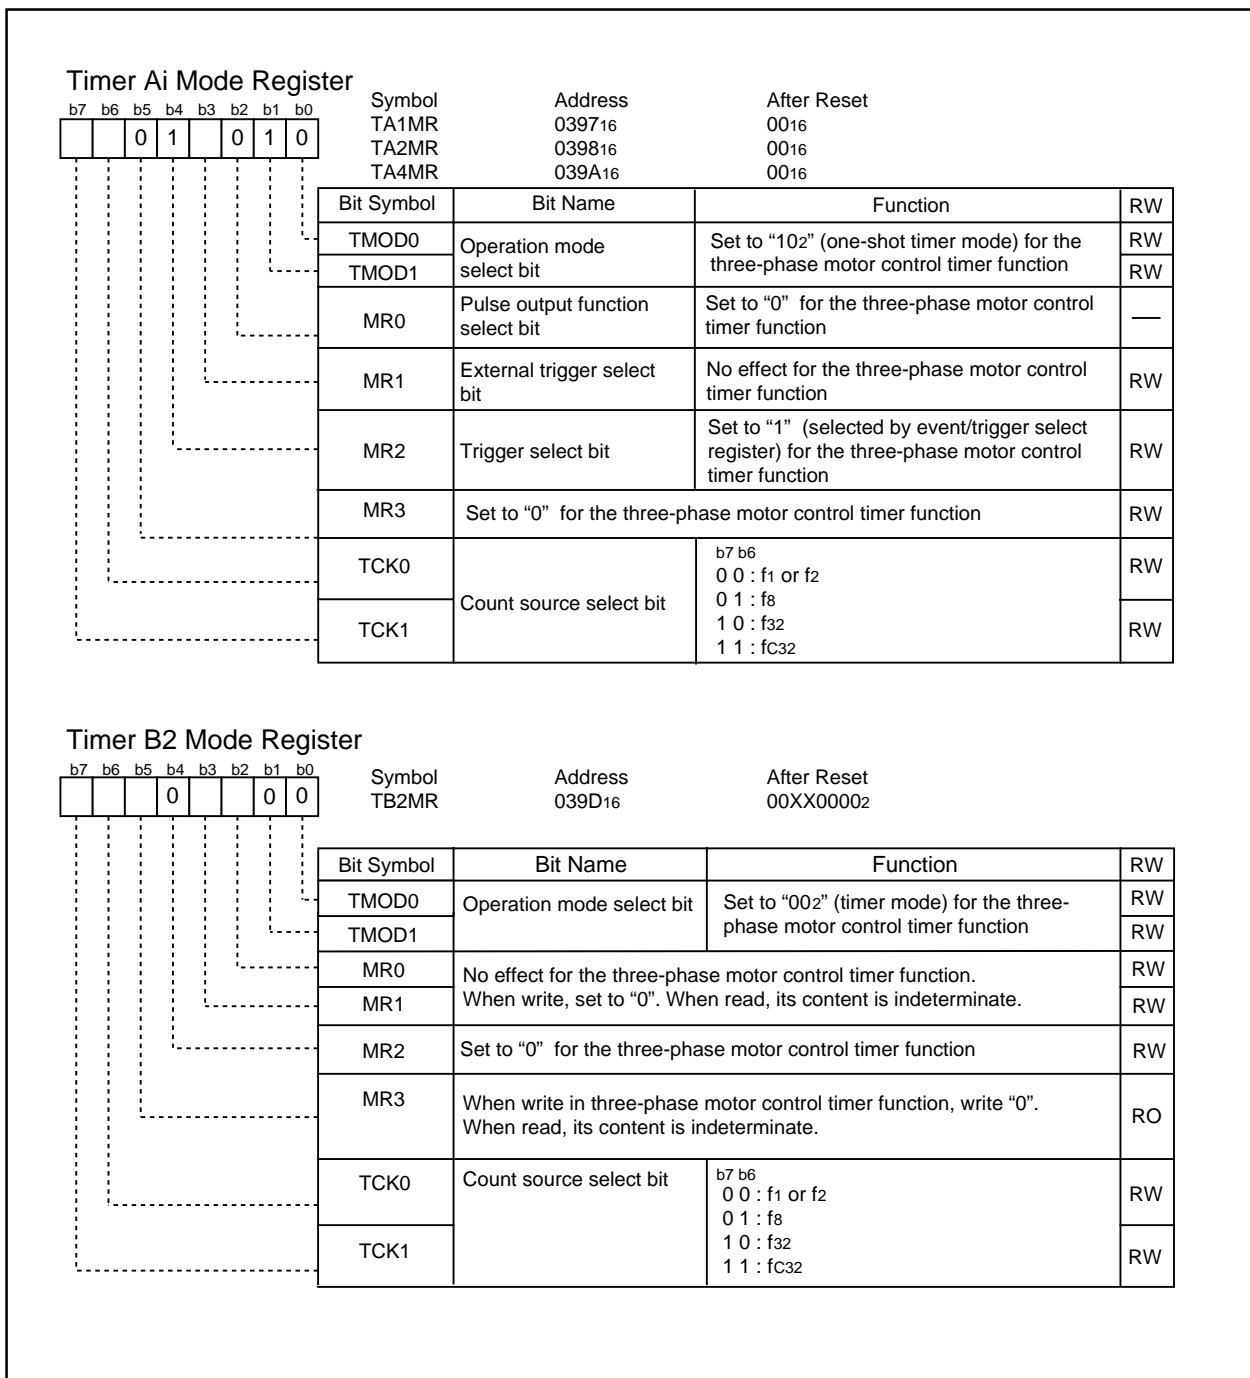 Timer Ai Mode Register
b7 b6 b5 b4 b3 b2 b1 b0
0 1 0 1 0
Symbol Address After Reset
TA1MR 039716 0016
TA2MR 039816 0016
TA4MR 039A16 0016
Bit Symbol Bit Name Function RW
TMOD0 Operation mode select bit Set to “102” (one-shot timer mode) for the RW
TMOD1 three-phase motor control timer function RW
MR0 Pulse output function Set to “0” for the three-phase motor control —
select bit timer function
MR1 External trigger select No effect for the three-phase motor control RW
bit timer function
Set to “1” (selected by event/trigger select
MR2 Trigger select bit register) for the three-phase motor control RW
timer function
MR3 Set to “0” for the three-phase motor control timer function RW
b7 b6
TCK0 0 0 : f1 or f2 RW
Count source select bit 0 1 : f8
TCK1 1 0 : f32 RW
1 1 : fC32
Timer B2 Mode Register
b7 b6 b5 b4 b3 b2 b1 b0
0 0 0
Symbol Address After Reset
TB2MR 039D16 00XX00002
Bit Symbol Bit Name Function RW
TMOD0 Operation mode select bit Set to “002” (timer mode) for the three- RW
TMOD1 phase motor control timer function RW
MR0 No effect for the three-phase motor control timer function. RW
MR1 When write, set to “0”. When read, its content is indeterminate. RW
MR2 Set to “0” for the three-phase motor control timer function RW
MR3 When write in three-phase motor control timer function, write “0”. RO
When read, its content is indeterminate.
TCK0 Count source select bit b7 b6 RW
0 0 : f1 or f2
0 1 : f8
TCK1 1 0 : f32 RW
1 1 : fC32